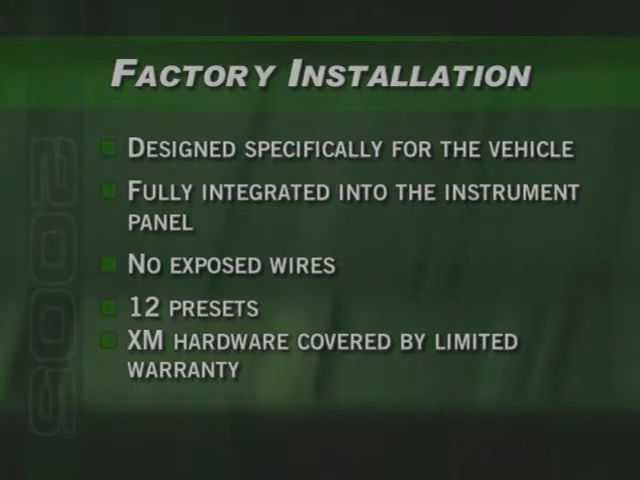 FACTORY INSTALLATION
DESIGNED SPECIFICALLY FOR THE VEHICLE
FULLY INTEGRATED INTO THE INSTRUMENT
PANEL
NO EXPOSED WIRES
12 PRESETS
XM HARDWARE COVERED BY LIMITED
WARRANTY
2005